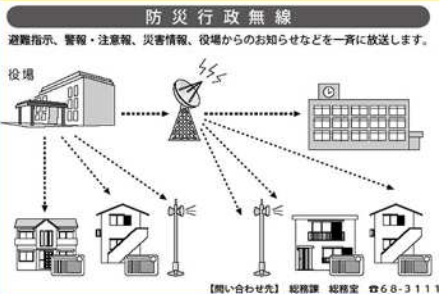 防災行政無線
避難指示、警報・注意報、災害情報、役場からのお知らせなどを一斉に放送します。
役場
【問い合わせ先】 総務課 総務室 ☎68-3111